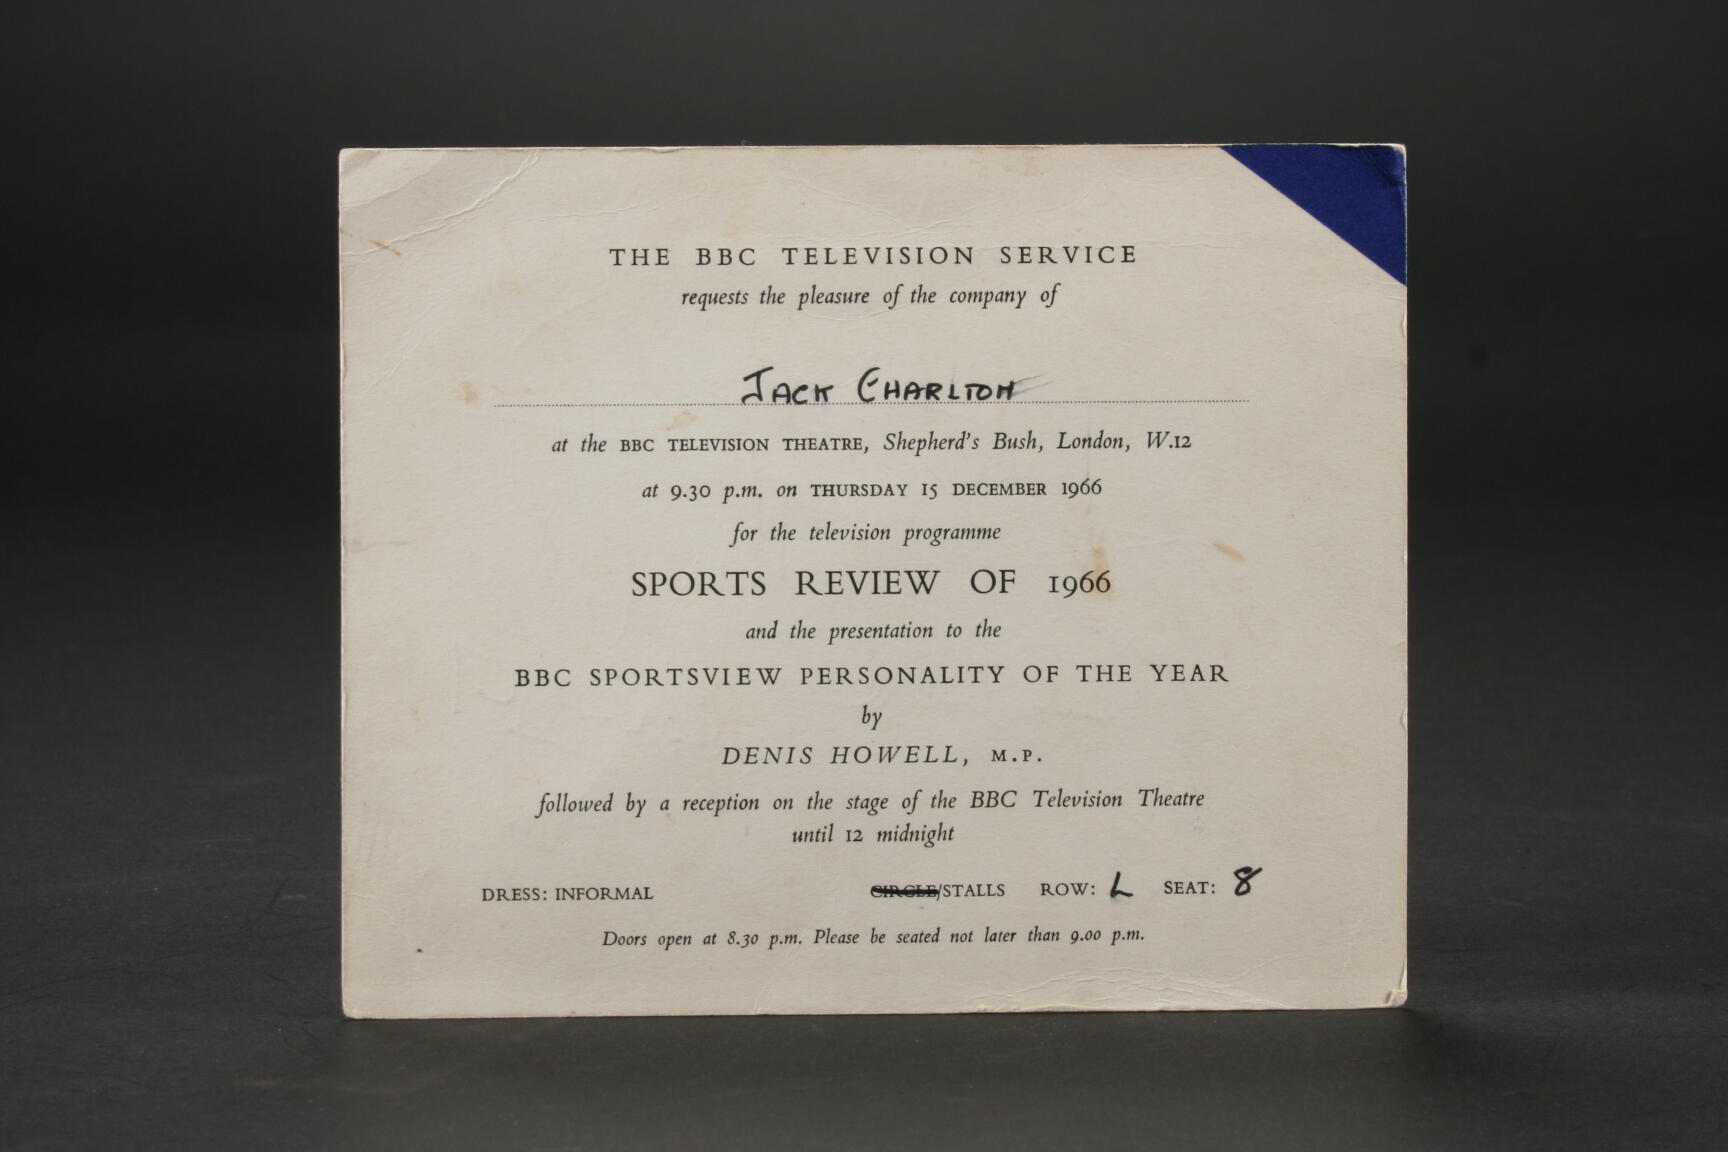 THE BBC TELEVISION SERVICE
requests the pleasure of the company of
JACK CHARLTON
at the BBC TELEVISION THEATRE, Shepherd's Bush, London, W.12
at 9.30 p.m. on THURSDAY 15 DECEMBER 1966
for the television programme
SPORTS REVIEW OF 1966
and the presentation to the
BBC SPORTSVIEW PERSONALITY OF THE YEAR
by
DENIS HOWELL, M.P.
followed by a reception on the stage of the BBC Television Theatre
until 12 midnight
DRESS: INFORMAL CIRCLE/STALLS ROW: L SEAT: 8
Doors open at 8.30 p.m. Please be seated not later than 9.00 p.m.